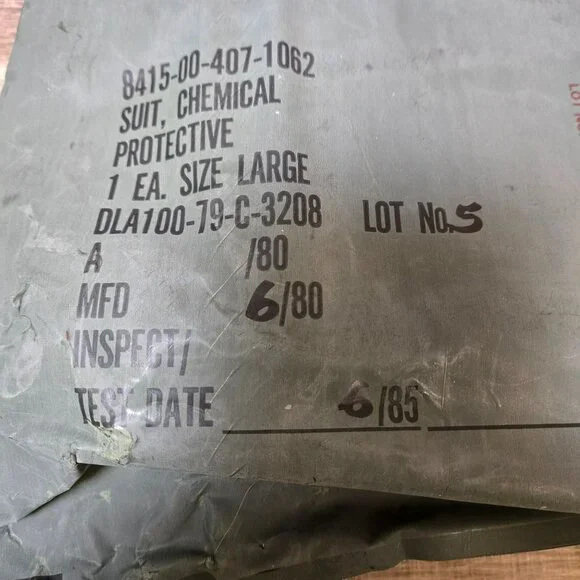 8415-00-407-1062
SUIT, CHEMICAL
PROTECTIVE
1 EA. SIZE LARGE
DLA100-79-C-3208 LOT No.5
A /80
MFD 6/80
INSPECT/
TEST DATE 6/85
LOT